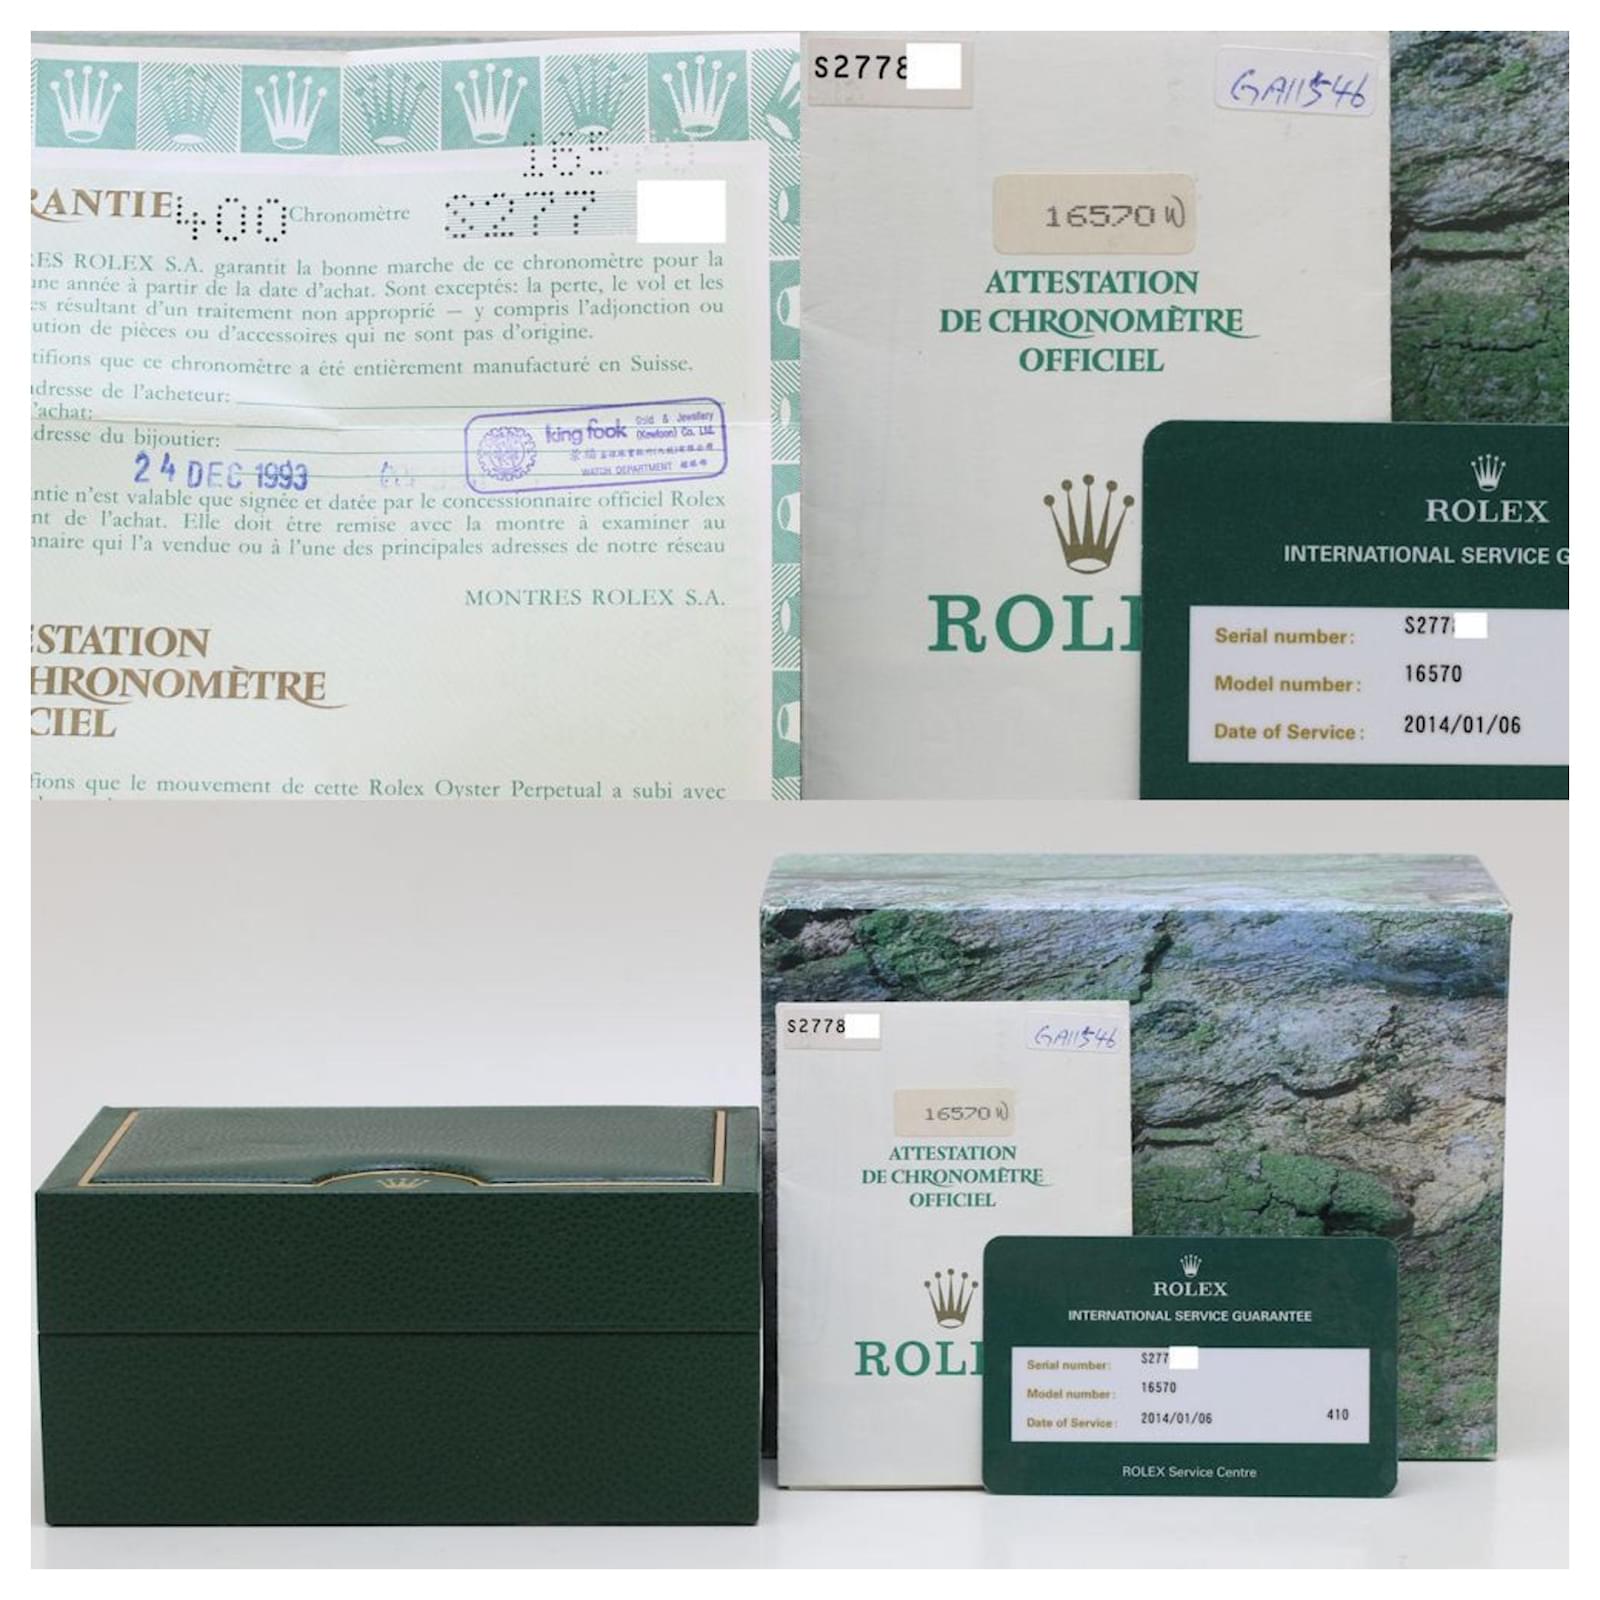 165
RANTIE 400 Chronomètre S277
RES ROLEX S.A. garantit la bonne marche de ce chronomètre pour la
une année à partir de la date d'achat. Sont exceptés: la perte, le vol et les
es résultant d'un traitement non approprié — y compris l'adjonction ou
ution de pièces ou d'accessoires qui ne sont pas d'origine.
tifions que ce chronomètre a été entièrement manufacturé en Suisse.
adresse de l'acheteur:
l'achat:
dresse du bijoutier:
king fook Gold & Jewellery
(Kowloon) Co. Ltd.
WATCH DEPARTMENT
24 DEC 1993
ntie n'est valable que signée et datée par le concessionnaire officiel Rolex
nt de l'achat. Elle doit être remise avec la montre à examiner au
nnaire qui l'a vendue ou à l'une des principales adresses de notre réseau
MONTRES ROLEX S.A.
ESTATION
HRONOMÈTRE
CIEL
fions que le mouvement de cette Rolex Oyster Perpetual a subi avec
S2778
GA11546
16570 W
ATTESTATION
DE CHRONOMÈTRE
OFFICIEL
ROL
ROLEX
INTERNATIONAL SERVICE G
Serial number: S277
Model number: 16570
Date of Service: 2014/01/06
S2778
GA11546
16570 W
ATTESTATION
DE CHRONOMÈTRE
OFFICIEL
ROL
ROLEX
INTERNATIONAL SERVICE GUARANTEE
Serial number: S277
Model number: 16570
Date of Service: 2014/01/06 410
ROLEX Service Centre